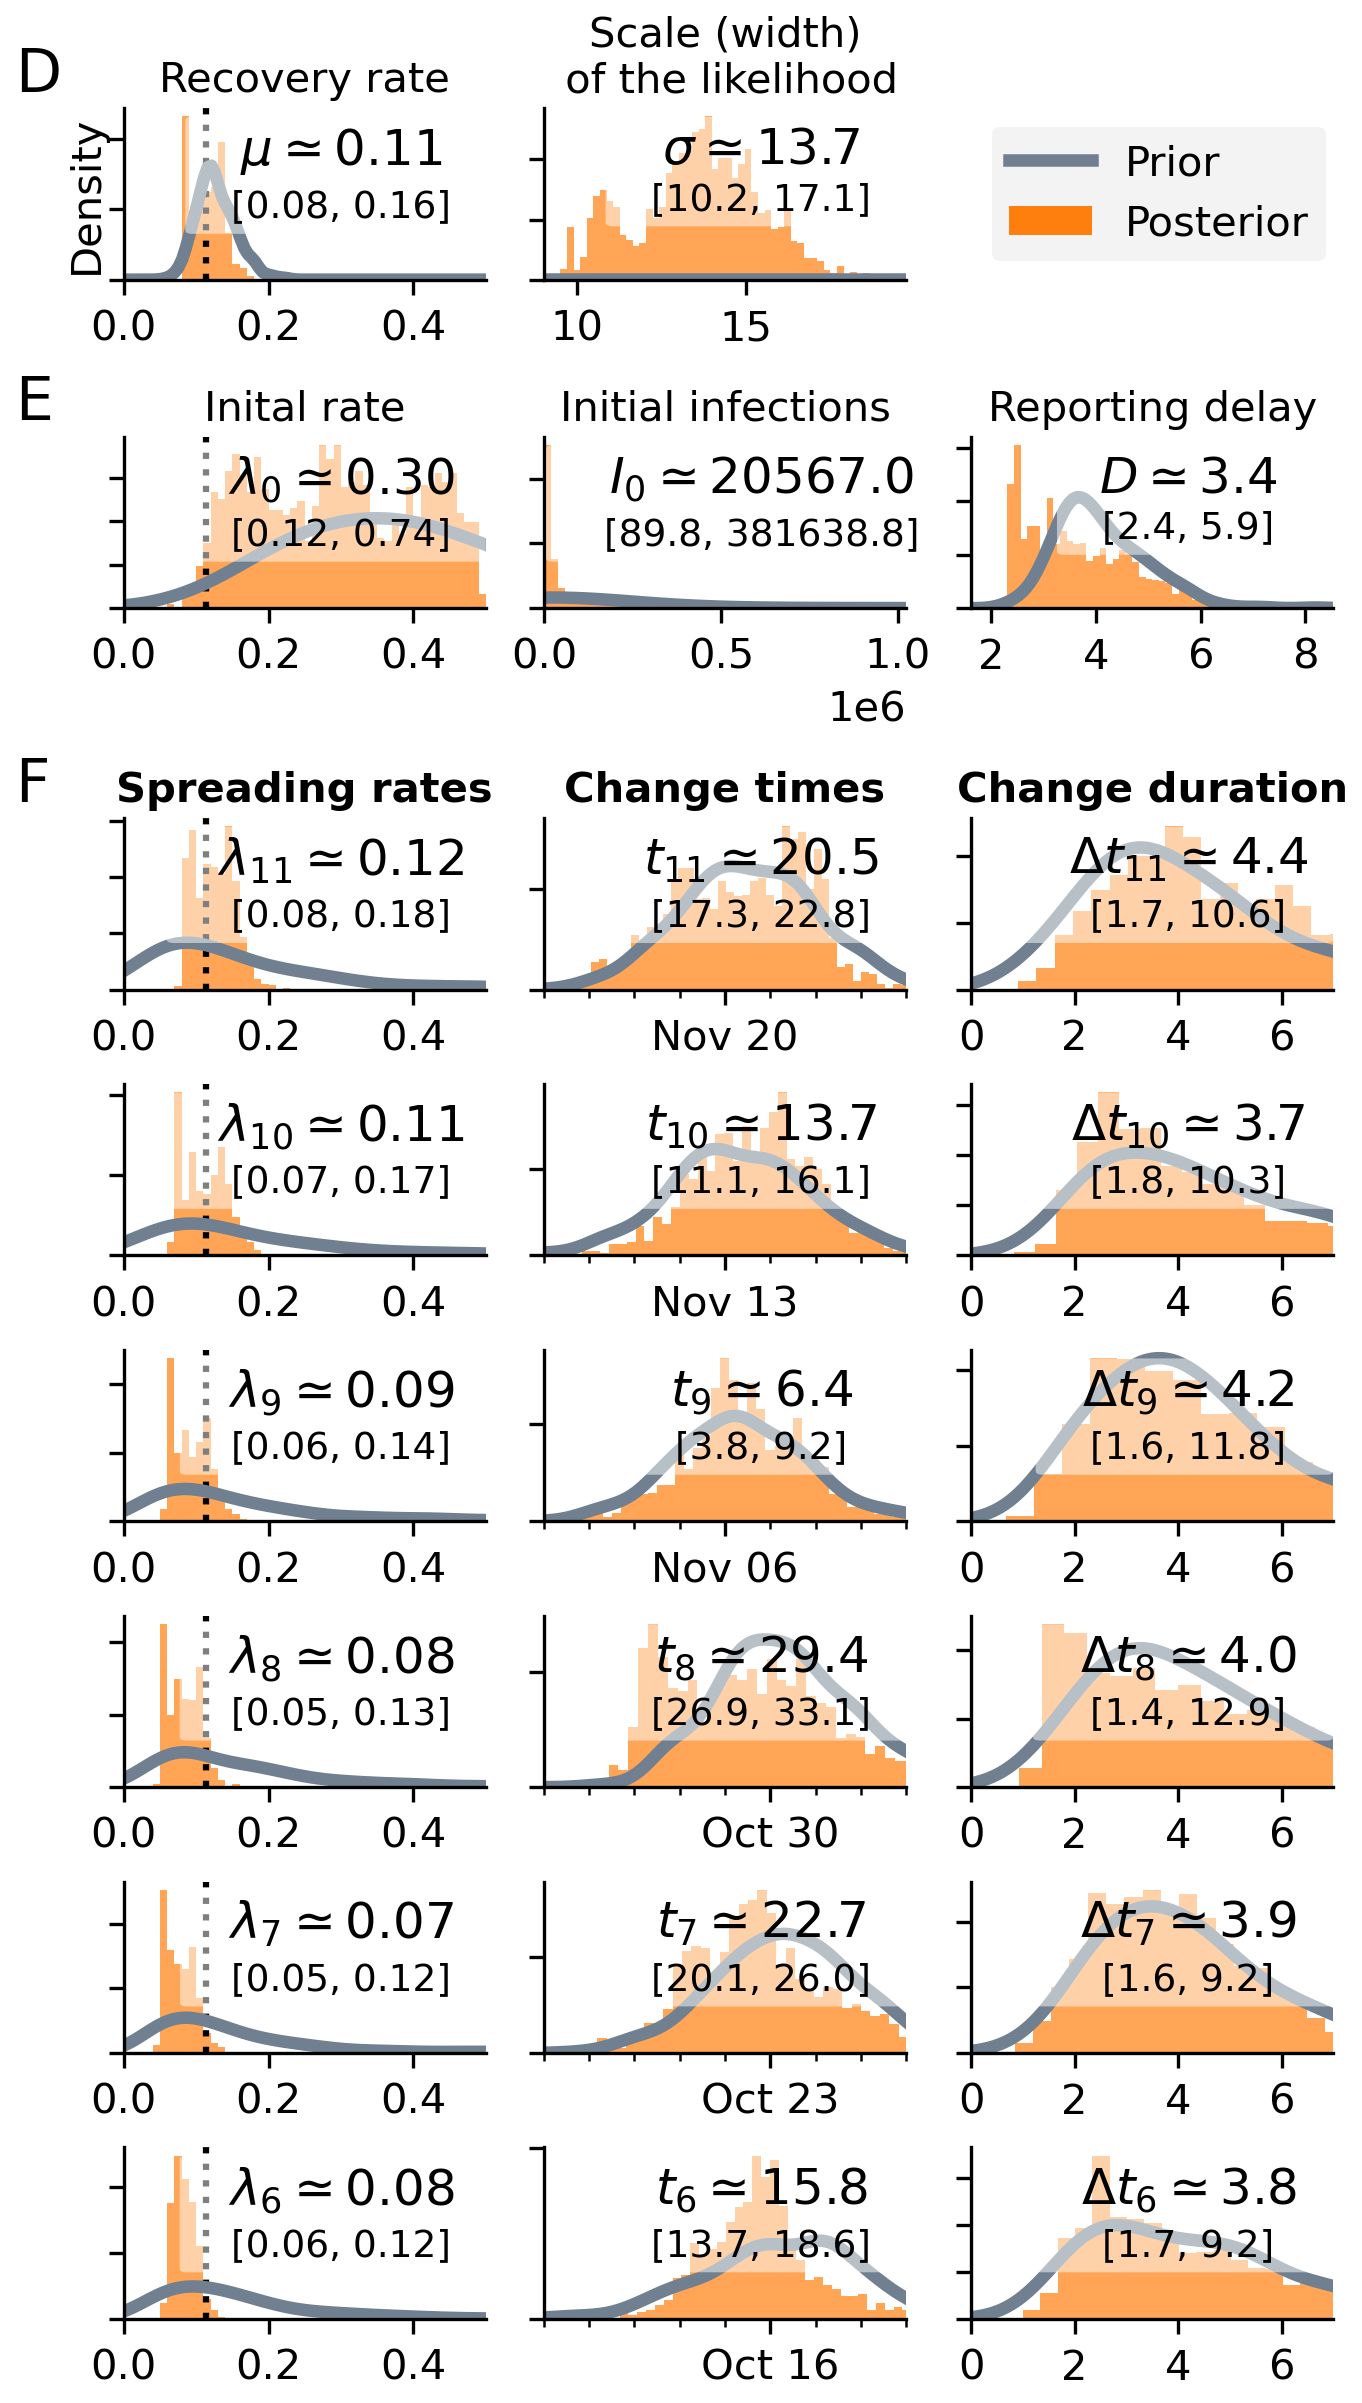 D
Recovery rate
Scale (width)
of the likelihood
Density
μ ≃ 0.11
[0.08, 0.16]
0.0 0.2 0.4
σ ≃ 13.7
[10.2, 17.1]
10 15
Prior
Posterior
E
Inital rate
λ0 ≃ 0.30
[0.12, 0.74]
0.0 0.2 0.4
Initial infections
I0 ≃ 20567.0
[89.8, 381638.8]
0.0 0.5 1.0
1e6
Reporting delay
D ≃ 3.4
[2.4, 5.9]
2 4 6 8
F
Spreading rates
Change times
Change duration
λ11 ≃ 0.12
[0.08, 0.18]
0.0 0.2 0.4
t11 ≃ 20.5
[17.3, 22.8]
Nov 20
Δt11 ≃ 4.4
[1.7, 10.6]
0 2 4 6
λ10 ≃ 0.11
[0.07, 0.17]
0.0 0.2 0.4
t10 ≃ 13.7
[11.1, 16.1]
Nov 13
Δt10 ≃ 3.7
[1.8, 10.3]
0 2 4 6
λ9 ≃ 0.09
[0.06, 0.14]
0.0 0.2 0.4
t9 ≃ 6.4
[3.8, 9.2]
Nov 06
Δt9 ≃ 4.2
[1.6, 11.8]
0 2 4 6
λ8 ≃ 0.08
[0.05, 0.13]
0.0 0.2 0.4
t8 ≃ 29.4
[26.9, 33.1]
Oct 30
Δt8 ≃ 4.0
[1.4, 12.9]
0 2 4 6
λ7 ≃ 0.07
[0.05, 0.12]
0.0 0.2 0.4
t7 ≃ 22.7
[20.1, 26.0]
Oct 23
Δt7 ≃ 3.9
[1.6, 9.2]
0 2 4 6
λ6 ≃ 0.08
[0.06, 0.12]
0.0 0.2 0.4
t6 ≃ 15.8
[13.7, 18.6]
Oct 16
Δt6 ≃ 3.8
[1.7, 9.2]
0 2 4 6